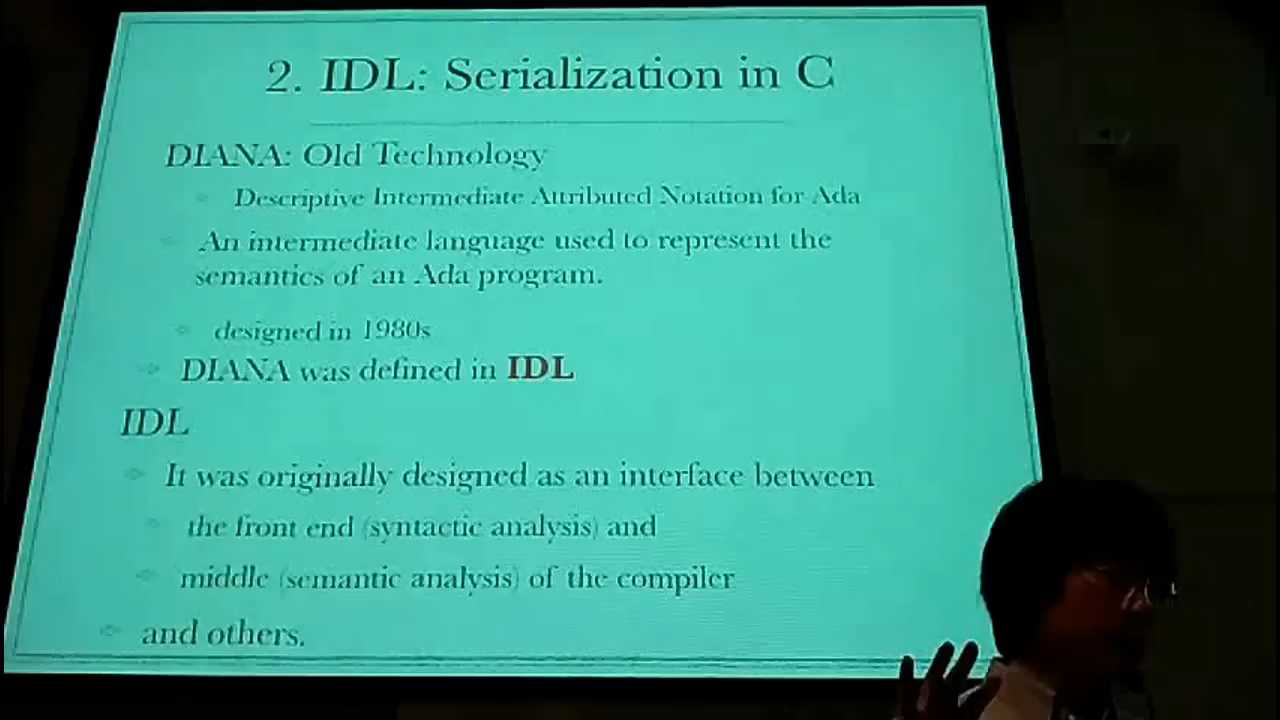 2. IDL: Serialization in C
DIANA: Old Technology
Descriptive Intermediate Attributed Notation for Ada
An intermediate language used to represent the
semantics of an Ada program.
designed in 1980s
DIANA was defined in IDL
IDL
It was originally designed as an interface between
the front end (syntactic analysis) and
middle (semantic analysis) of the compiler
and others.